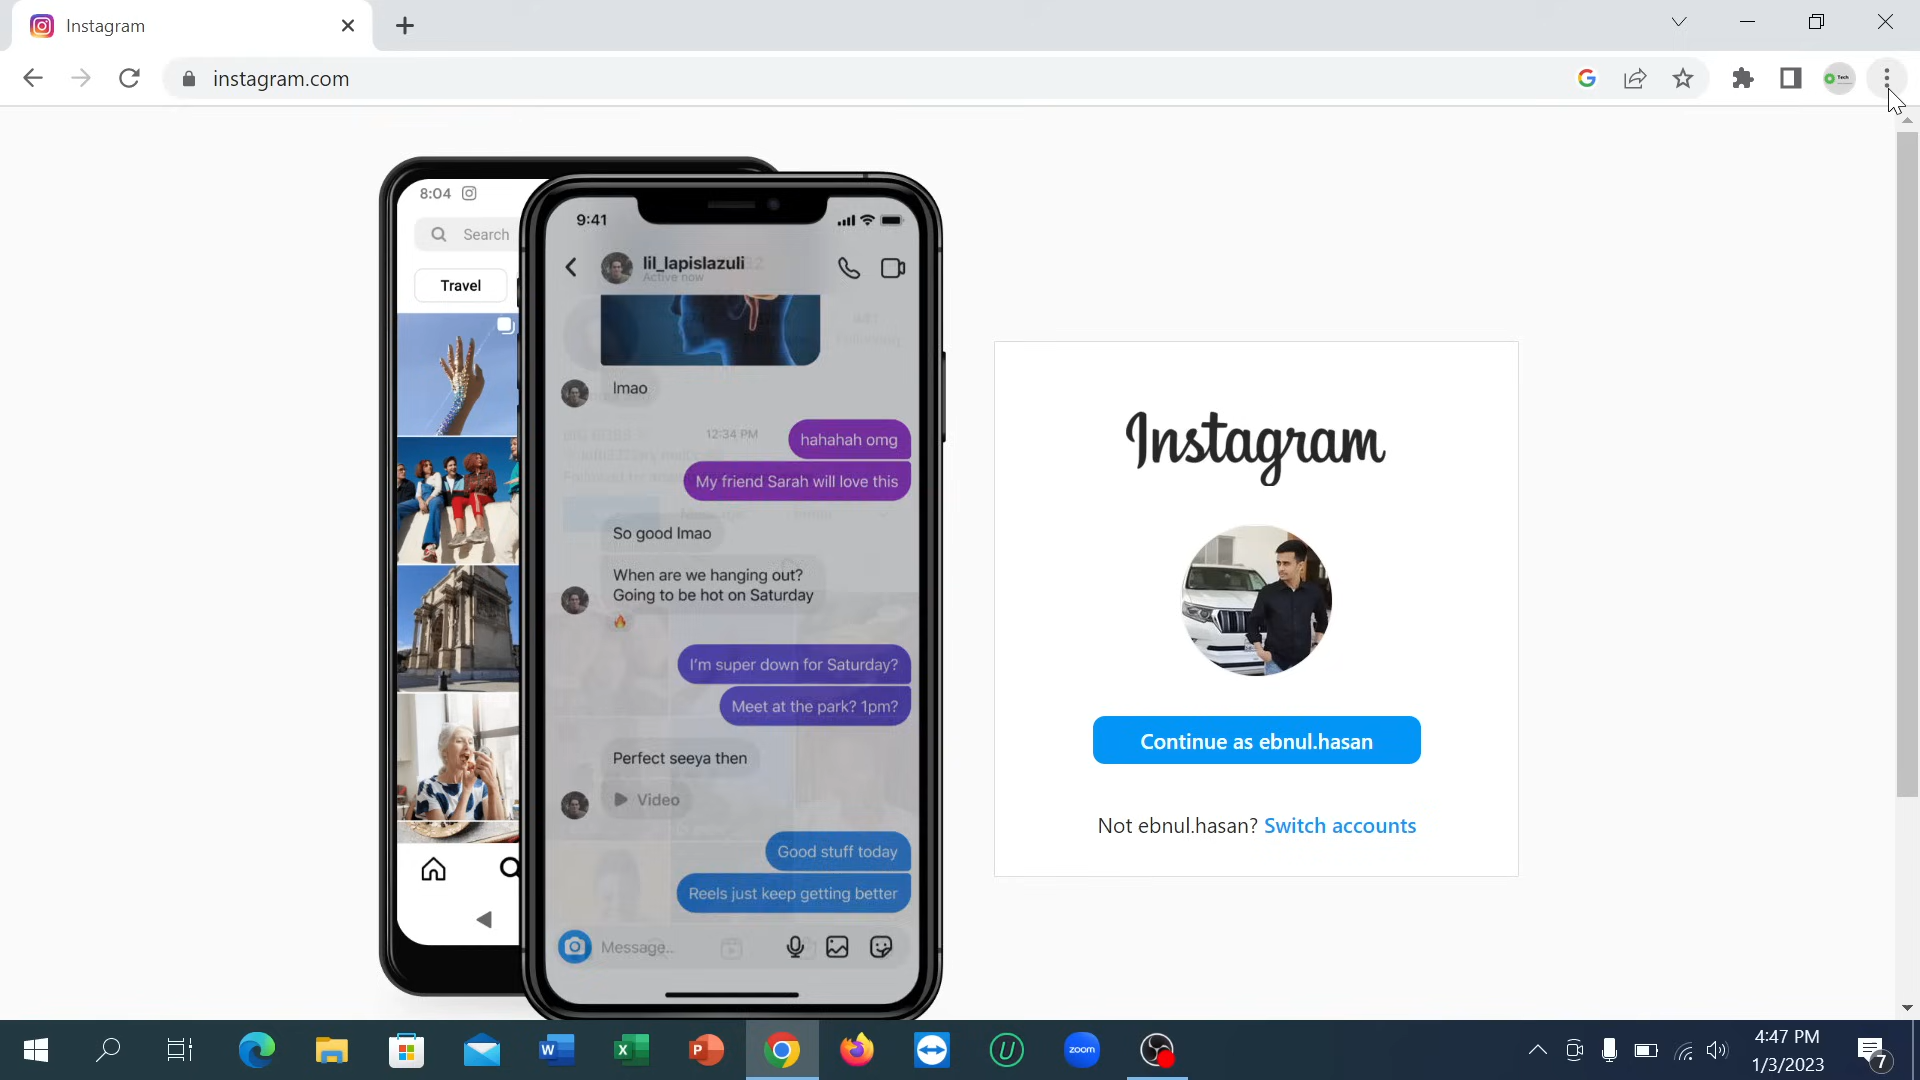 Instagram
instagram.com
Tech
8:04
Search
Travel
9:41
lil_lapislazuli
Active now
lmao
12:34 PM
hahahah omg
My friend Sarah will love this
So good lmao
When are we hanging out?
Going to be hot on Saturday
🔥
I'm super down for Saturday?
Meet at the park? 1pm?
Perfect seeya then
Video
Good stuff today
Reels just keep getting better
Message...
Instagram
Continue as ebnul.hasan
Not ebnul.hasan? Switch accounts
W
X
P
U
zoom
4:47 PM
1/3/2023
7